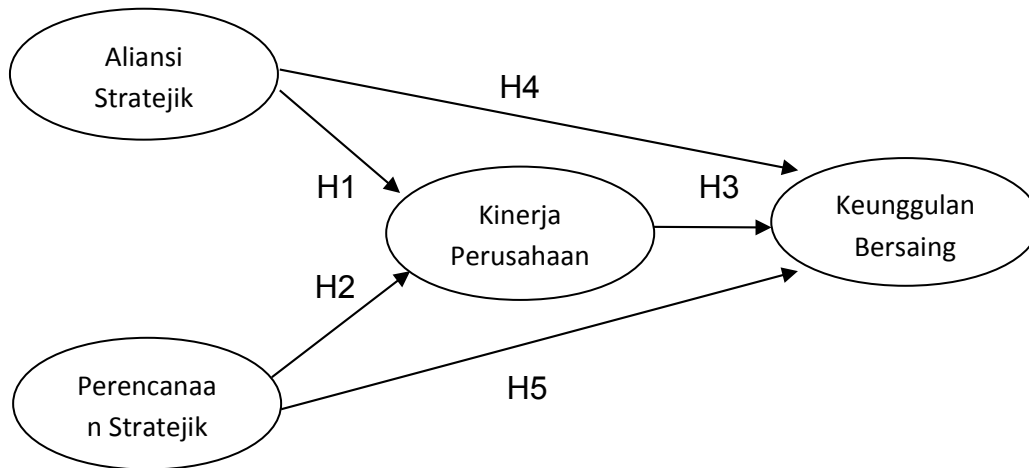 Aliansi
Stratejik
H4
H1
H3
Kinerja
Perusahaan
Keunggulan
Bersaing
H2
Perencanaa
n Stratejik
H5